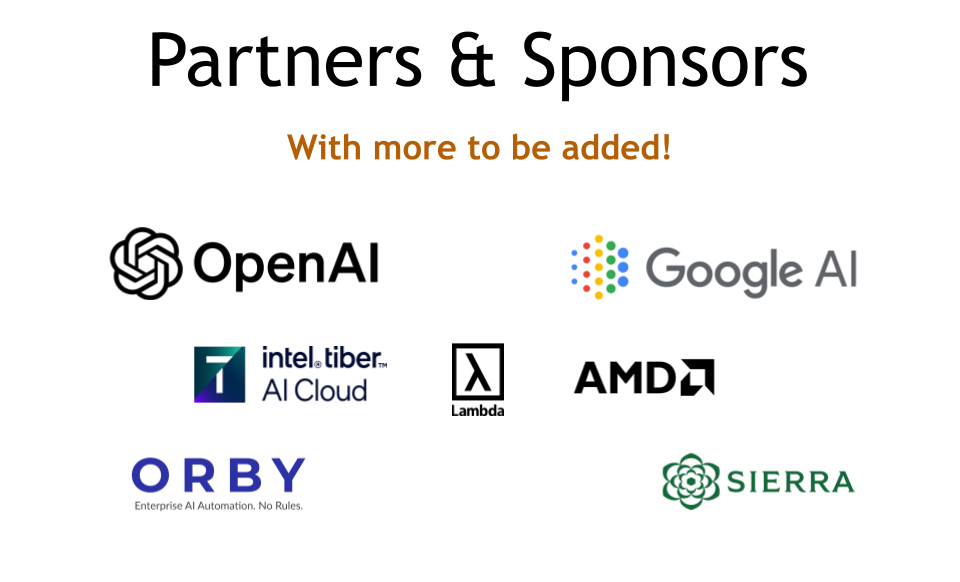 Partners & Sponsors
With more to be added!
OpenAI
Google AI
intel® tiber™
AI Cloud
Lambda
AMD
ORBY
Enterprise AI Automation. No Rules.
SIERRA